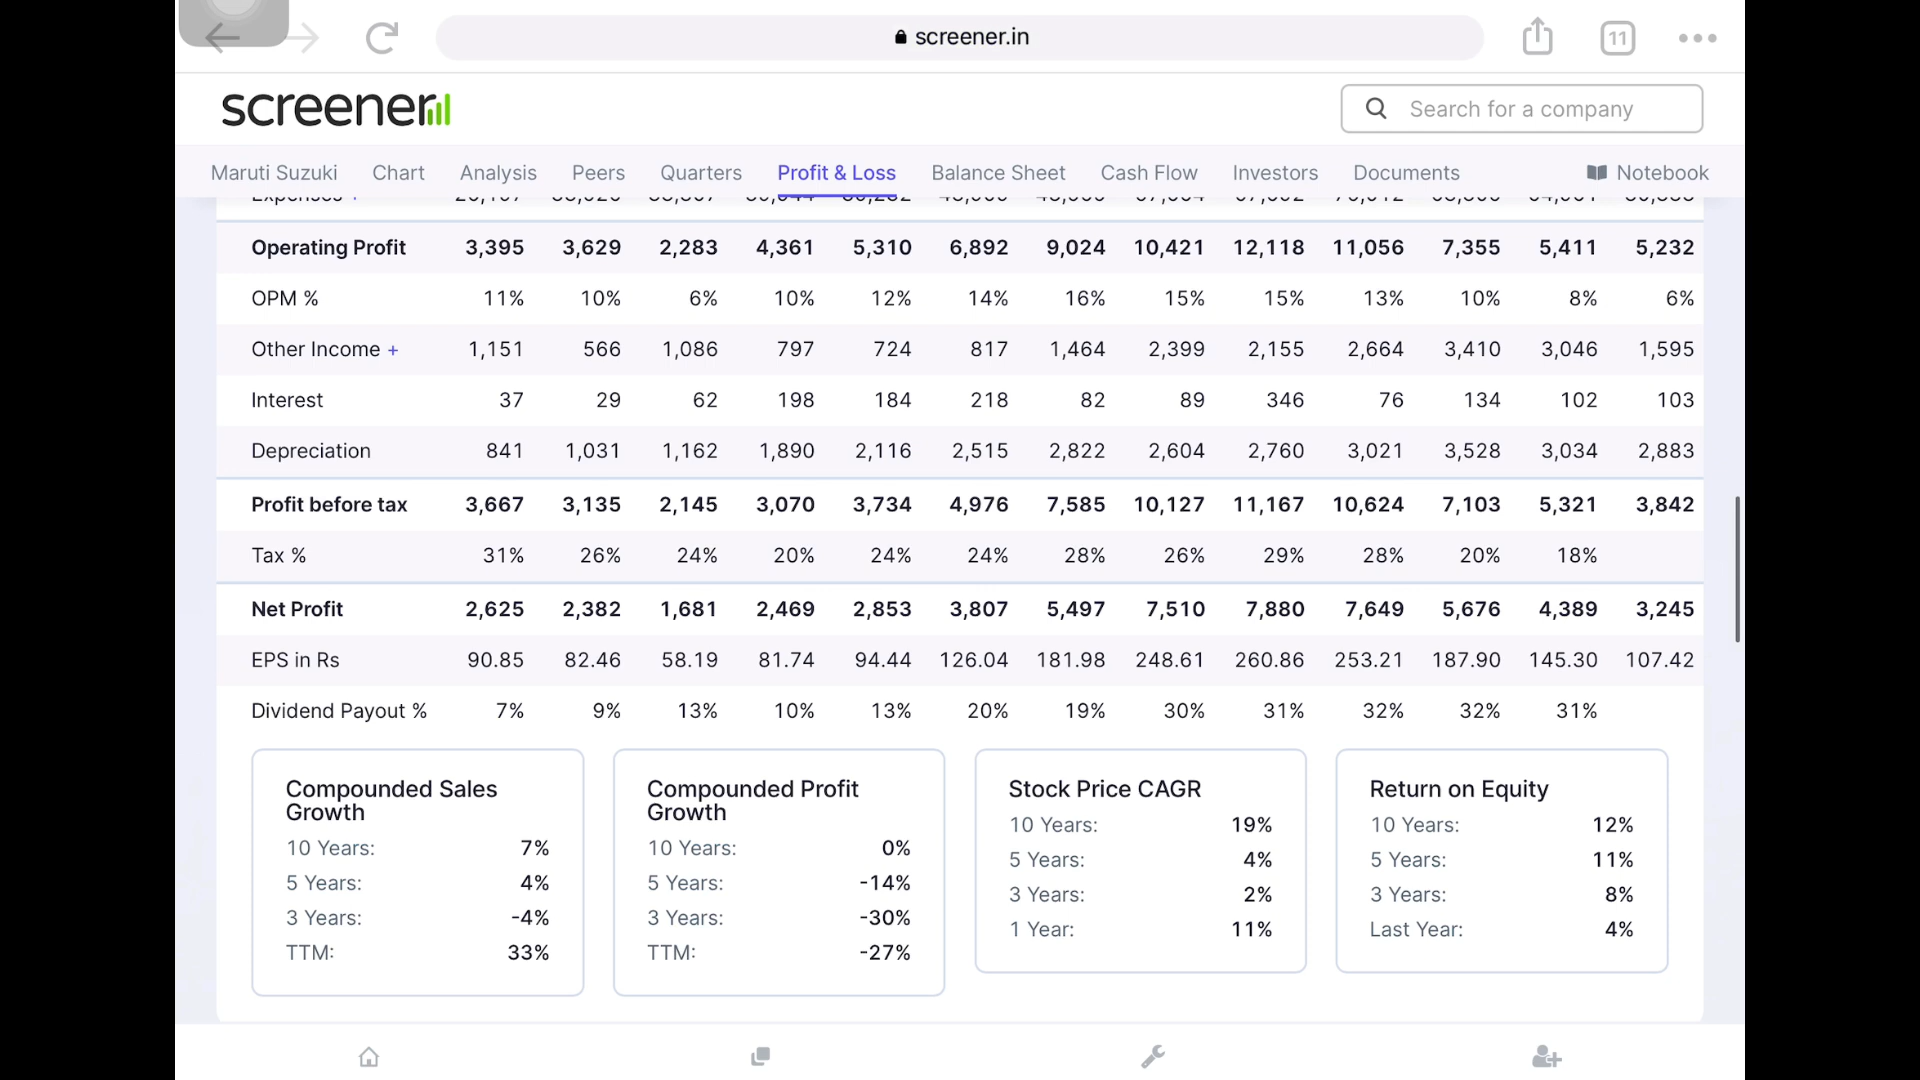 screener.in
11
screener
Search for a company
Maruti Suzuki Chart Analysis Peers Quarters Profit & Loss Balance Sheet Cash Flow Investors Documents Notebook
Operating Profit 3,395 3,629 2,283 4,361 5,310 6,892 9,024 10,421 12,118 11,056 7,355 5,411 5,232
OPM % 11% 10% 6% 10% 12% 14% 16% 15% 15% 13% 10% 8% 6%
Other Income + 1,151 566 1,086 797 724 817 1,464 2,399 2,155 2,664 3,410 3,046 1,595
Interest 37 29 62 198 184 218 82 89 346 76 134 102 103
Depreciation 841 1,031 1,162 1,890 2,116 2,515 2,822 2,604 2,760 3,021 3,528 3,034 2,883
Profit before tax 3,667 3,135 2,145 3,070 3,734 4,976 7,585 10,127 11,167 10,624 7,103 5,321 3,842
Tax % 31% 26% 24% 20% 24% 24% 28% 26% 29% 28% 20% 18%
Net Profit 2,625 2,382 1,681 2,469 2,853 3,807 5,497 7,510 7,880 7,649 5,676 4,389 3,245
EPS in Rs 90.85 82.46 58.19 81.74 94.44 126.04 181.98 248.61 260.86 253.21 187.90 145.30 107.42
Dividend Payout % 7% 9% 13% 10% 13% 20% 19% 30% 31% 32% 32% 31%
Compounded Sales
Growth
10 Years: 7%
5 Years: 4%
3 Years: -4%
TTM: 33%
Compounded Profit
Growth
10 Years: 0%
5 Years: -14%
3 Years: -30%
TTM: -27%
Stock Price CAGR
10 Years: 19%
5 Years: 4%
3 Years: 2%
1 Year: 11%
Return on Equity
10 Years: 12%
5 Years: 11%
3 Years: 8%
Last Year: 4%